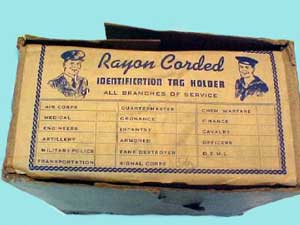 Rayon Corded
IDENTIFICATION TAG HOLDER
ALL BRANCHES OF SERVICE
AIR CORPS QUARTERMASTER CHEM WARFARE
MEDICAL ORDNANCE FINANCE
ENGINEERS INFANTRY CAVALRY
ARTILLERY ARMORED OFFICERS
MILITARY POLICE TANK DESTROYER D.E.M.L.
TRANSPORTATION SIGNAL CORPS